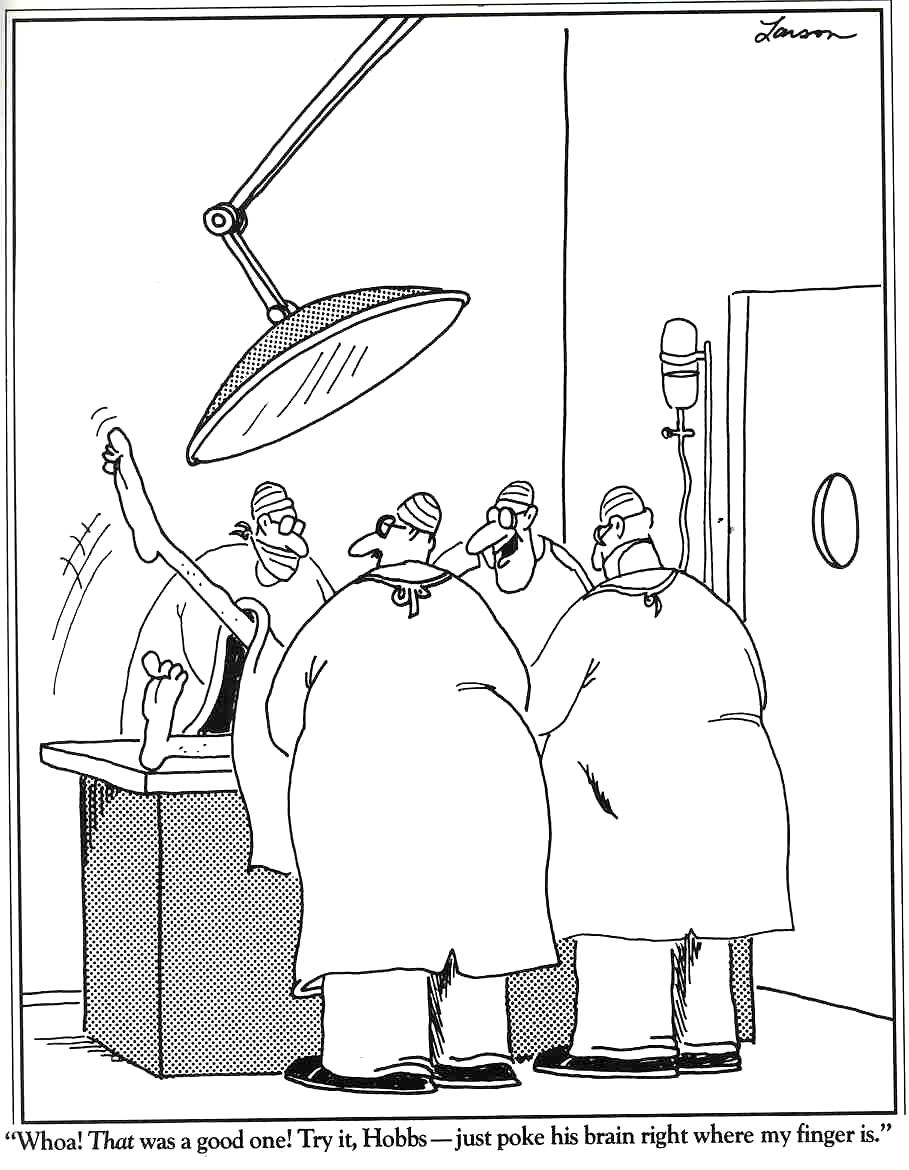 Larson
“Whoa! That was a good one! Try it, Hobbs—just poke his brain right where my finger is.”